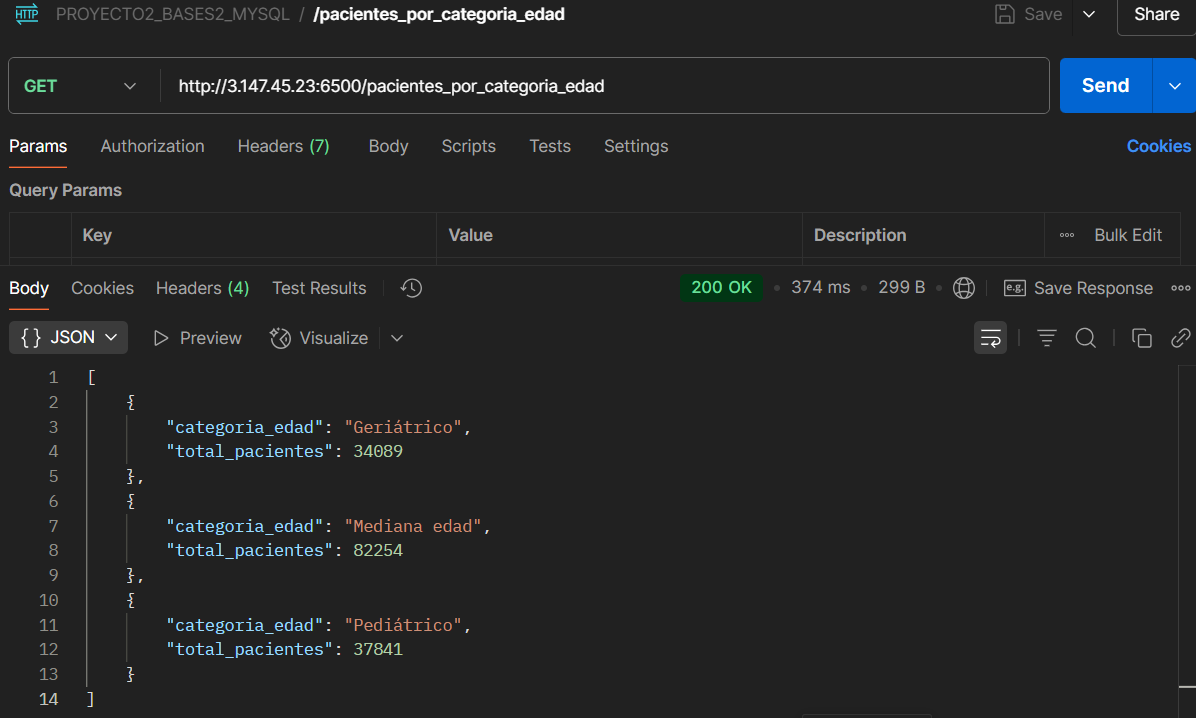 HTTP PROYECTO2_BASES2_MYSQL / /pacientes_por_categoria_edad Save Share
GET http://3.147.45.23:6500/pacientes_por_categoria_edad Send
Params Authorization Headers (7) Body Scripts Tests Settings Cookies
Query Params
Key Value Description Bulk Edit
Body Cookies Headers (4) Test Results 200 OK 374 ms 299 B e.g. Save Response
{} JSON Preview Visualize
1 [
2 {
3 "categoria_edad": "Geriátrico",
4 "total_pacientes": 34089
5 },
6 {
7 "categoria_edad": "Mediana edad",
8 "total_pacientes": 82254
9 },
10 {
11 "categoria_edad": "Pediátrico",
12 "total_pacientes": 37841
13 }
14 ]